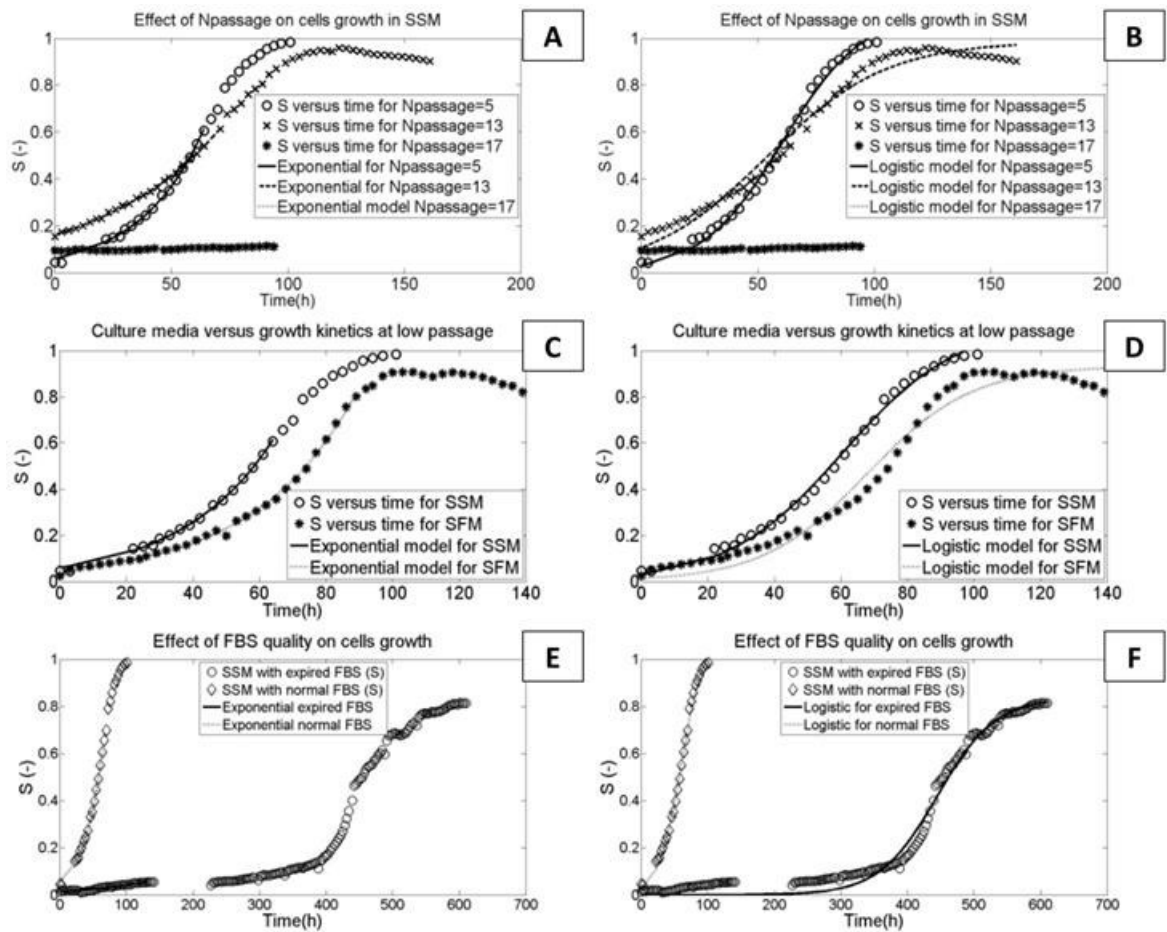 Effect of Npassage on cells growth in SSM
A
S (-)
1
0.8
0.6
0.4
0.2
0
S versus time for Npassage=5
S versus time for Npassage=13
S versus time for Npassage=17
Exponential for Npassage=5
Exponential for Npassage=13
Exponential model Npassage=17
0 50 100 150 200
Time(h)
Effect of Npassage on cells growth in SSM
B
S (-)
1
0.8
0.6
0.4
0.2
0
S versus time for Npassage=5
S versus time for Npassage=13
S versus time for Npassage=17
Logistic model for Npassage=5
Logistic model for Npassage=13
Logistic model for Npassage=17
0 50 100 150 200
Time(h)
Culture media versus growth kinetics at low passage
C
S (-)
1
0.8
0.6
0.4
0.2
0
S versus time for SSM
S versus time for SFM
Exponential model for SSM
Exponential model for SFM
0 20 40 60 80 100 120 140
Time(h)
Culture media versus growth kinetics at low passage
D
S (-)
1
0.8
0.6
0.4
0.2
0
S versus time for SSM
S versus time for SFM
Logistic model for SSM
Logistic model for SFM
0 20 40 60 80 100 120 140
Time(h)
Effect of FBS quality on cells growth
E
S (-)
1
0.8
0.6
0.4
0.2
0
SSM with expired FBS (S)
SSM with normal FBS (S)
Exponential expired FBS
Exponential normal FBS
0 100 200 300 400 500 600 700
Time(h)
Effect of FBS quality on cells growth
F
S (-)
1
0.8
0.6
0.4
0.2
0
SSM with expired FBS (S)
SSM with normal FBS (S)
Logistic for expired FBS
Logistic for normal FBS
0 100 200 300 400 500 600 700
Time(h)